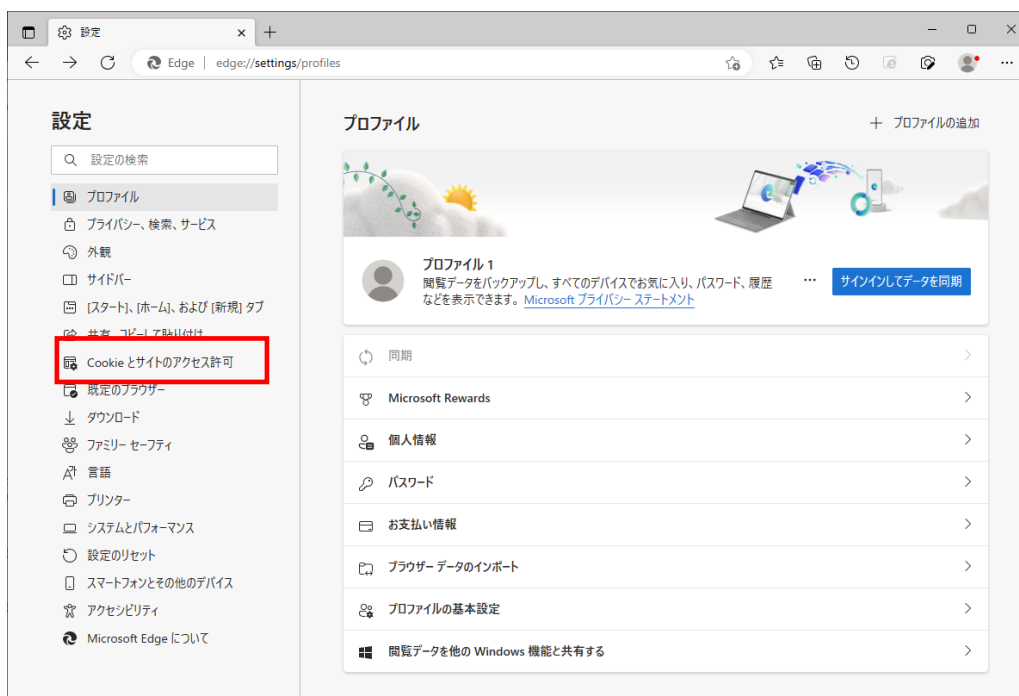 設定
Edge | edge://settings/profiles
設定
設定の検索
プロファイル
プライバシー、検索、サービス
外観
サイドバー
[スタート]、[ホーム]、および [新規] タブ
共有、コピーして貼り付け
Cookie とサイトのアクセス許可
既定のブラウザー
ダウンロード
ファミリー セーフティ
言語
プリンター
システムとパフォーマンス
設定のリセット
スマートフォンとその他のデバイス
アクセシビリティ
Microsoft Edge について
プロファイル
プロファイルの追加
プロファイル 1
閲覧データをバックアップし、すべてのデバイスでお気に入り、パスワード、履歴
などを表示できます。Microsoft プライバシー ステートメント
サインインしてデータを同期
同期
Microsoft Rewards
個人情報
パスワード
お支払い情報
ブラウザー データのインポート
プロファイルの基本設定
閲覧データを他の Windows 機能と共有する